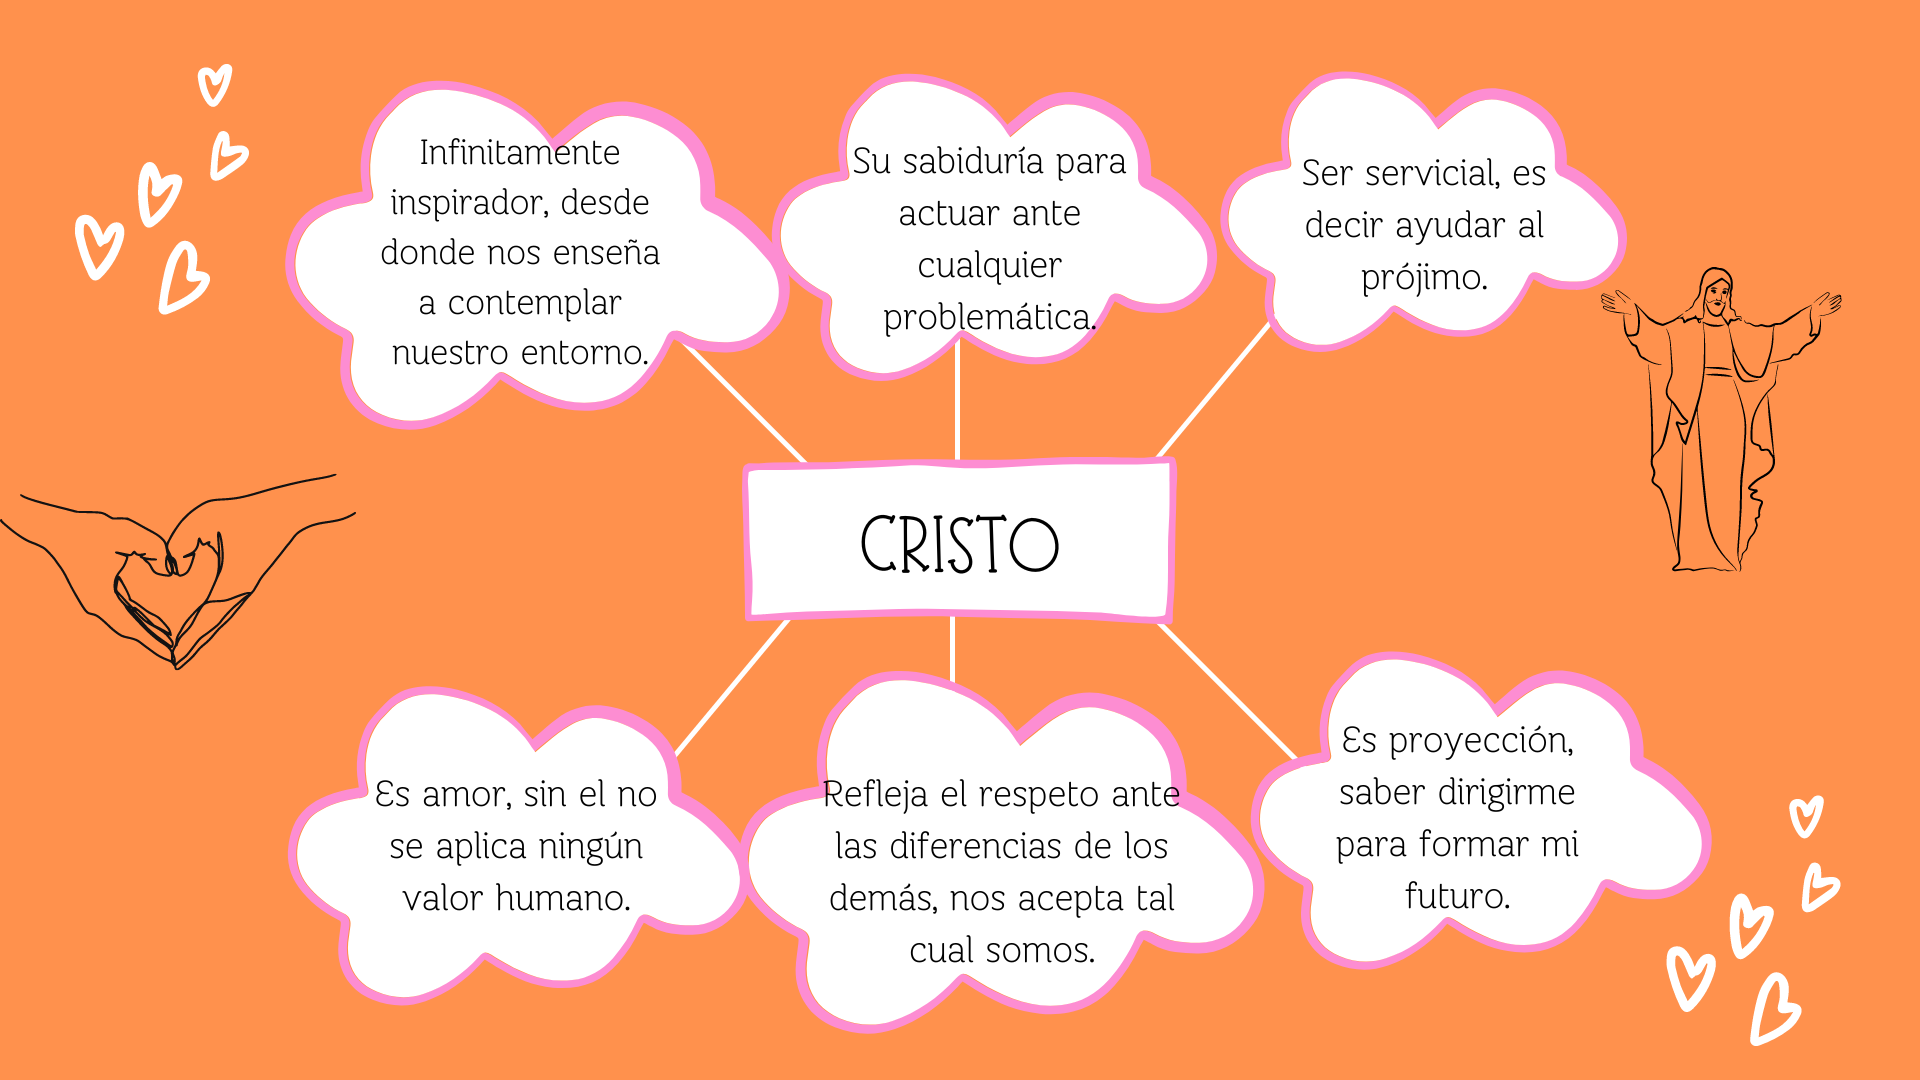 Infinitamente
inspirador, desde
donde nos enseña
a contemplar
nuestro entorno.
Su sabiduría para
actuar ante
cualquier
problemática.
Ser servicial, es
decir ayudar al
prójimo.
CRISTO
Es amor, sin el no
se aplica ningún
valor humano.
Refleja el respeto ante
las diferencias de los
demás, nos acepta tal
cual somos.
Es proyección,
saber dirigirme
para formar mi
futuro.